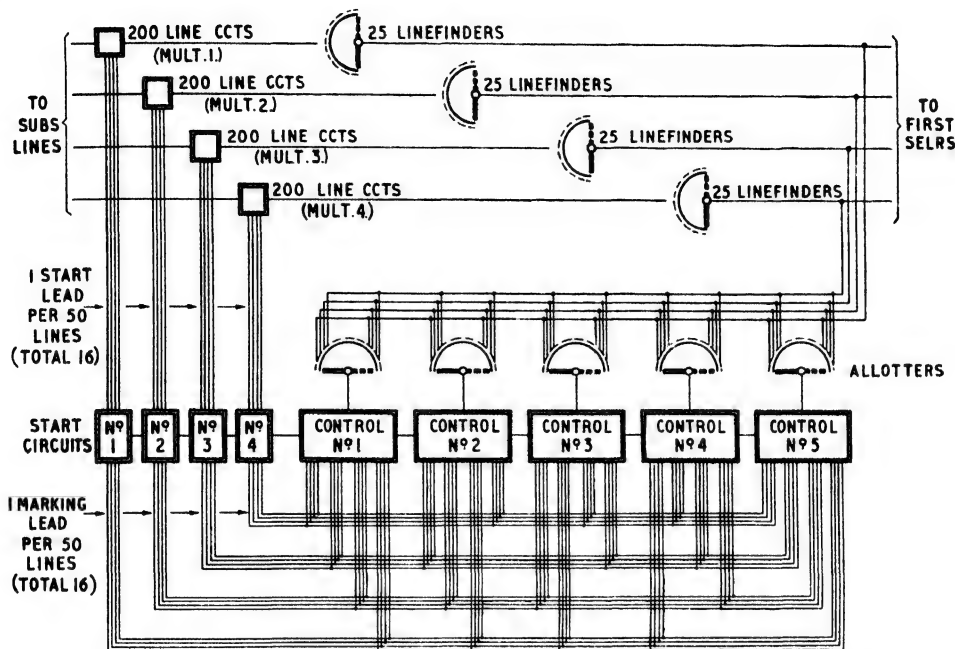 200 LINE CCTS
(MULT.1.)
25 LINEFINDERS
200 LINE CCTS
(MULT.2.)
25 LINEFINDERS
TO
SUBS
LINES
200 LINE CCTS
(MULT.3.)
25 LINEFINDERS
TO
FIRST
SELRS
200 LINE CCTS
(MULT.4.)
25 LINEFINDERS
1 START
LEAD
PER 50
LINES
(TOTAL 16)
ALLOTTERS
START
CIRCUITS
Nº
1
Nº
2
Nº
3
Nº
4
CONTROL
Nº1
CONTROL
Nº2
CONTROL
Nº3
CONTROL
Nº4
CONTROL
Nº5
1 MARKING
LEAD
PER 50
LINES
(TOTAL 16)